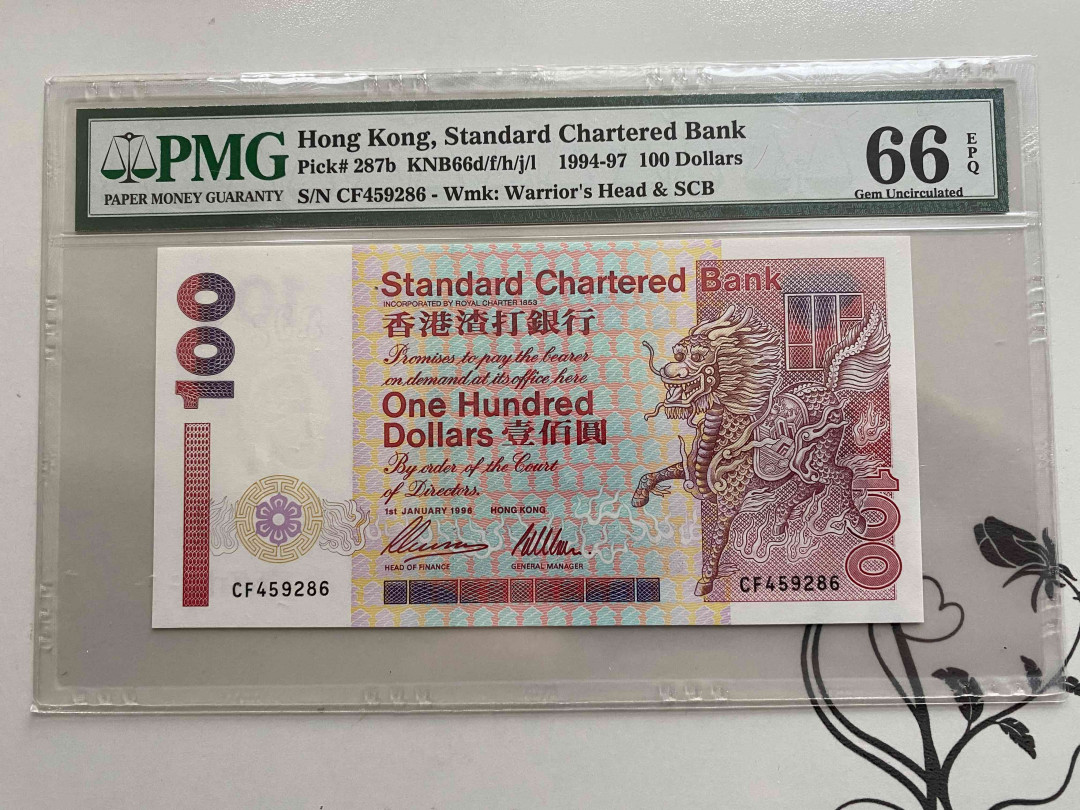 PMG
PAPER MONEY GUARANTY
Hong Kong, Standard Chartered Bank
Pick# 287b KNB66d/f/h/j/l 1994-97 100 Dollars
S/N CF459286 - Wmk: Warrior's Head & SCB
66
EPQ
Gem Uncirculated
100
Standard Chartered Bank
INCORPORATED BY ROYAL CHARTER 1853
香港渣打銀行
Promises to pay the bearer
on demand at its office here
One Hundred
Dollars 壹佰圓
By order of the Court
of Directors.
1st JANUARY 1996 HONG KONG
HEAD OF FINANCE GENERAL MANAGER
CF459286
CF459286
100